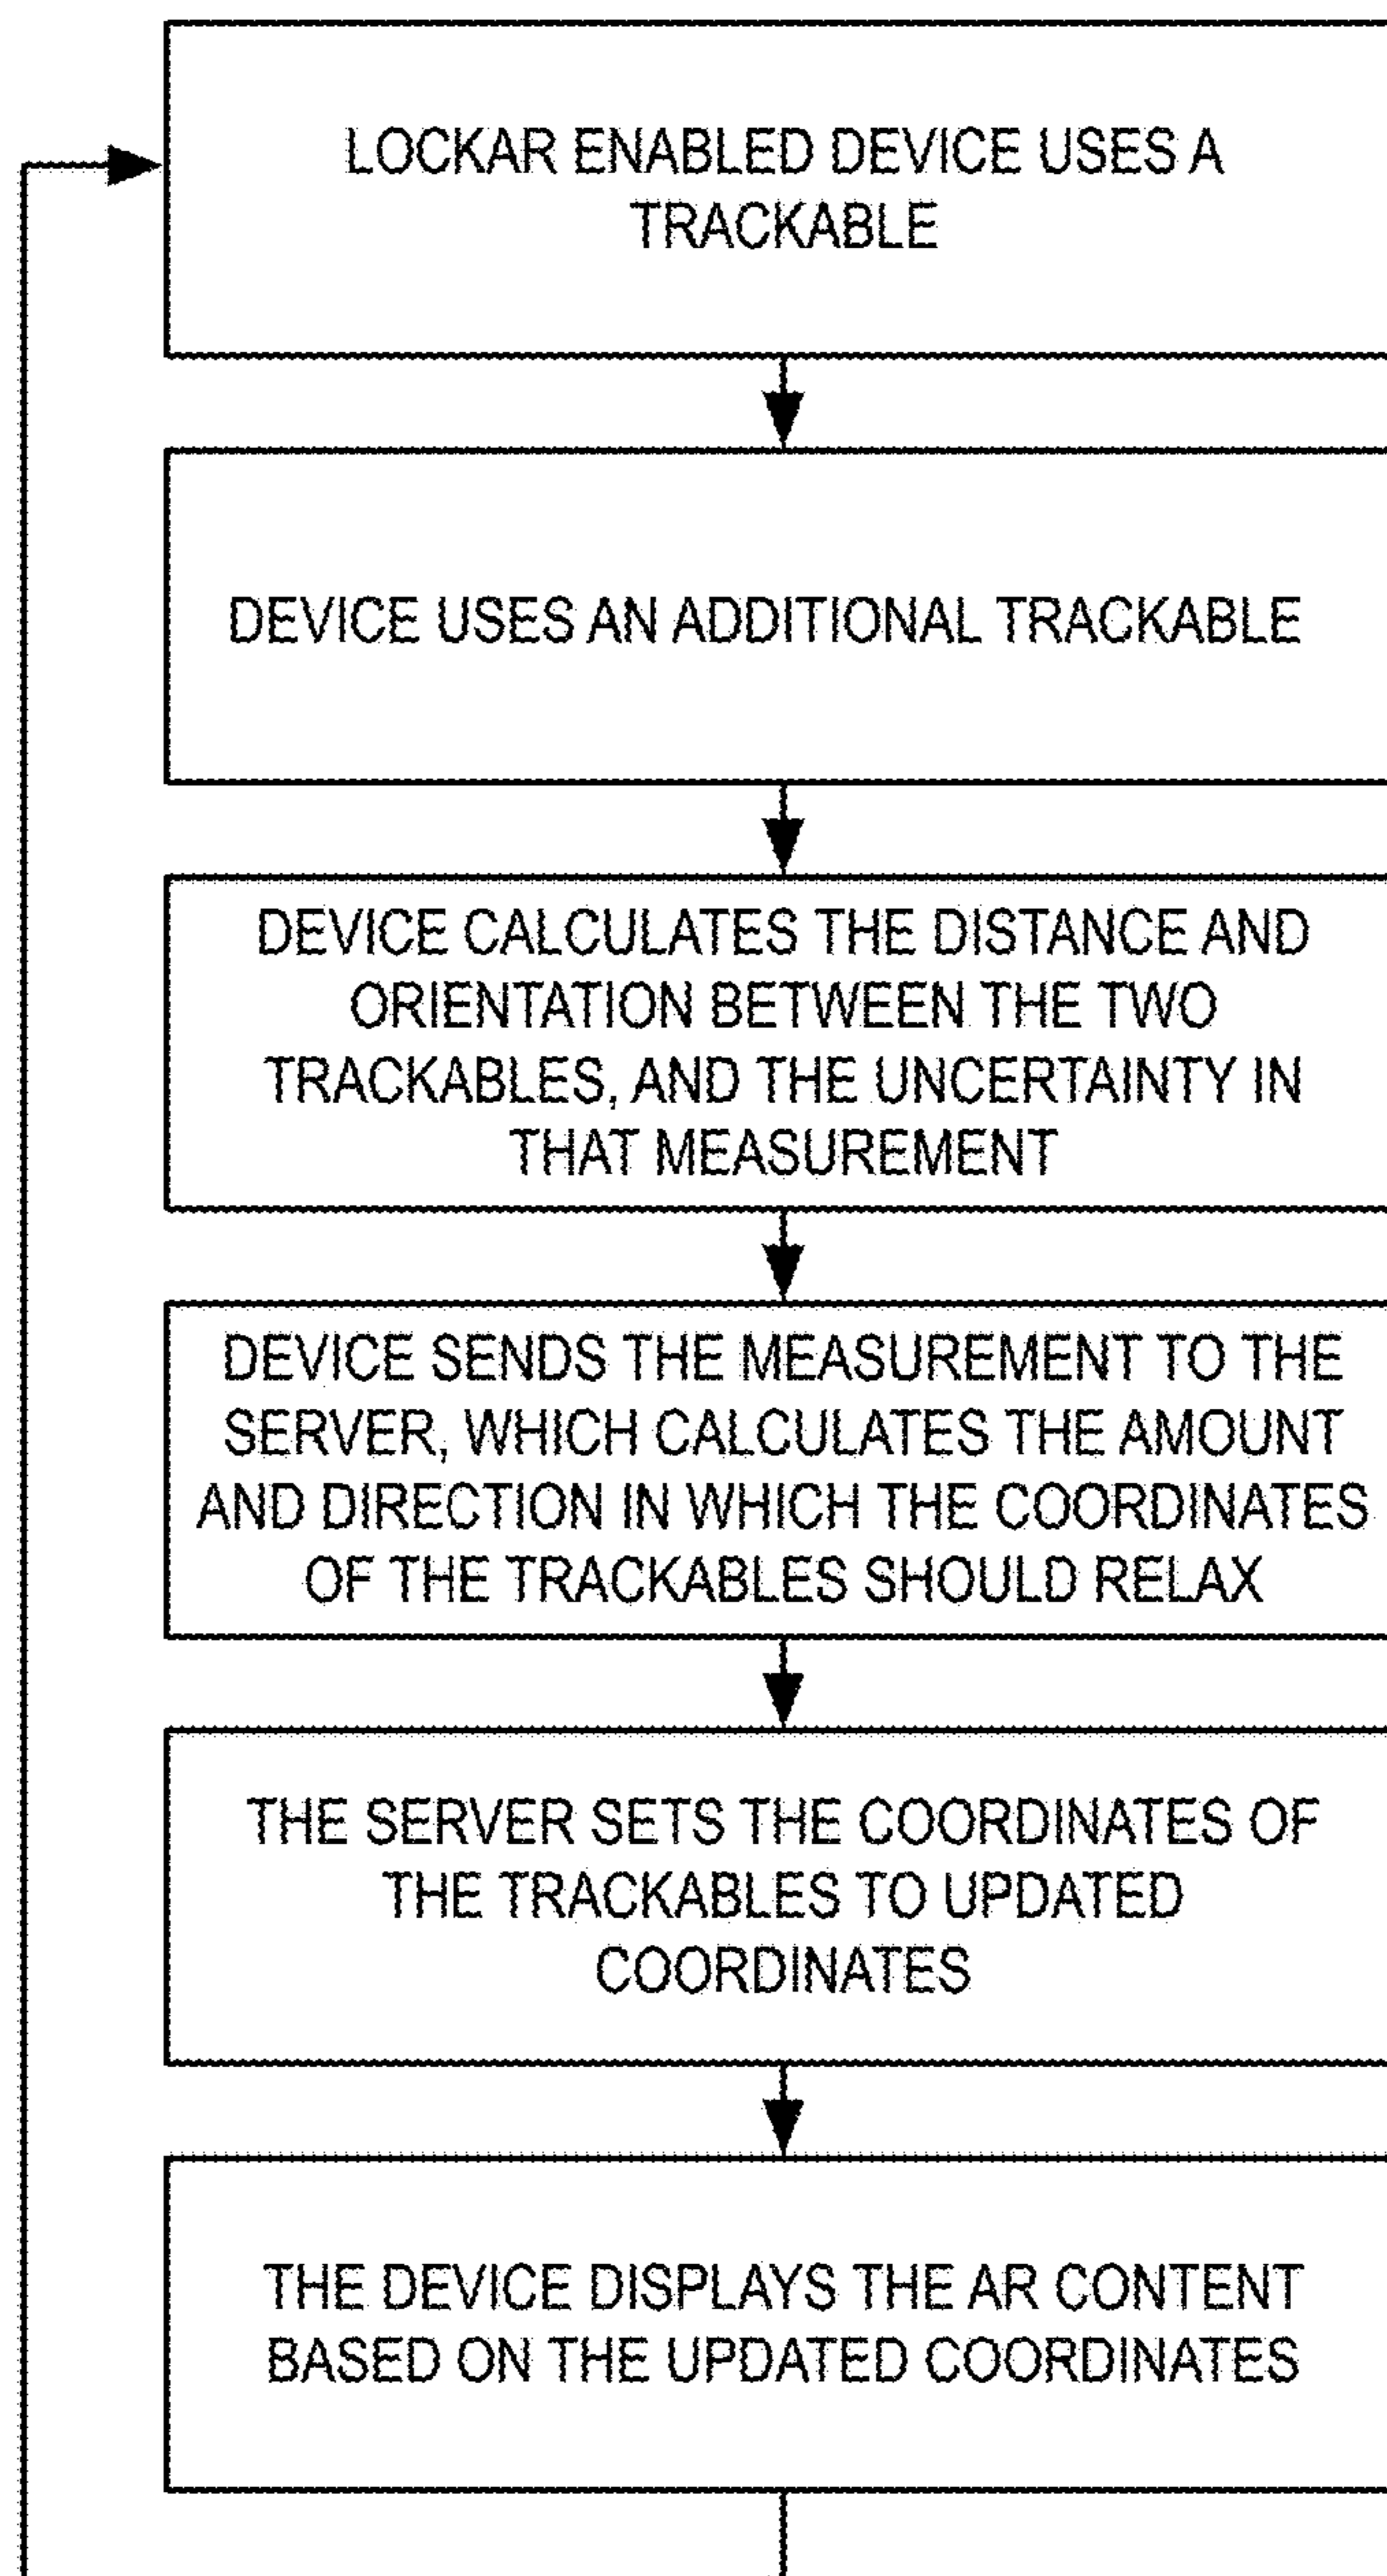 LOCKAR ENABLED DEVICE USES A
TRACKABLE
DEVICE USES AN ADDITIONAL TRACKABLE
DEVICE CALCULATES THE DISTANCE AND
ORIENTATION BETWEEN THE TWO
TRACKABLES, AND THE UNCERTAINTY IN
THAT MEASUREMENT
DEVICE SENDS THE MEASUREMENT TO THE
SERVER, WHICH CALCULATES THE AMOUNT
AND DIRECTION IN WHICH THE COORDINATES
OF THE TRACKABLES SHOULD RELAX
THE SERVER SETS THE COORDINATES OF
THE TRACKABLES TO UPDATED
COORDINATES
THE DEVICE DISPLAYS THE AR CONTENT
BASED ON THE UPDATED COORDINATES